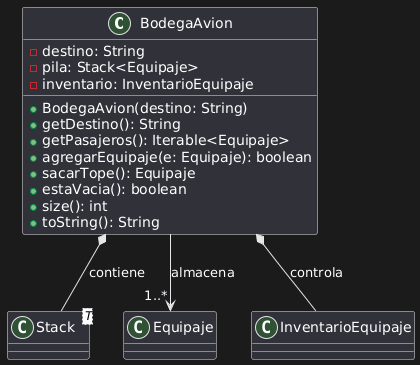 C BodegaAvion
destino: String
pila: Stack<Equipaje>
inventario: InventarioEquipaje
BodegaAvion(destino: String)
getDestino(): String
getPasajeros(): Iterable<Equipaje>
agregarEquipaje(e: Equipaje): boolean
sacarTope(): Equipaje
estaVacia(): boolean
size(): int
toString(): String
contiene
almacena
controla
1..*
C Stack
T
C Equipaje
C InventarioEquipaje